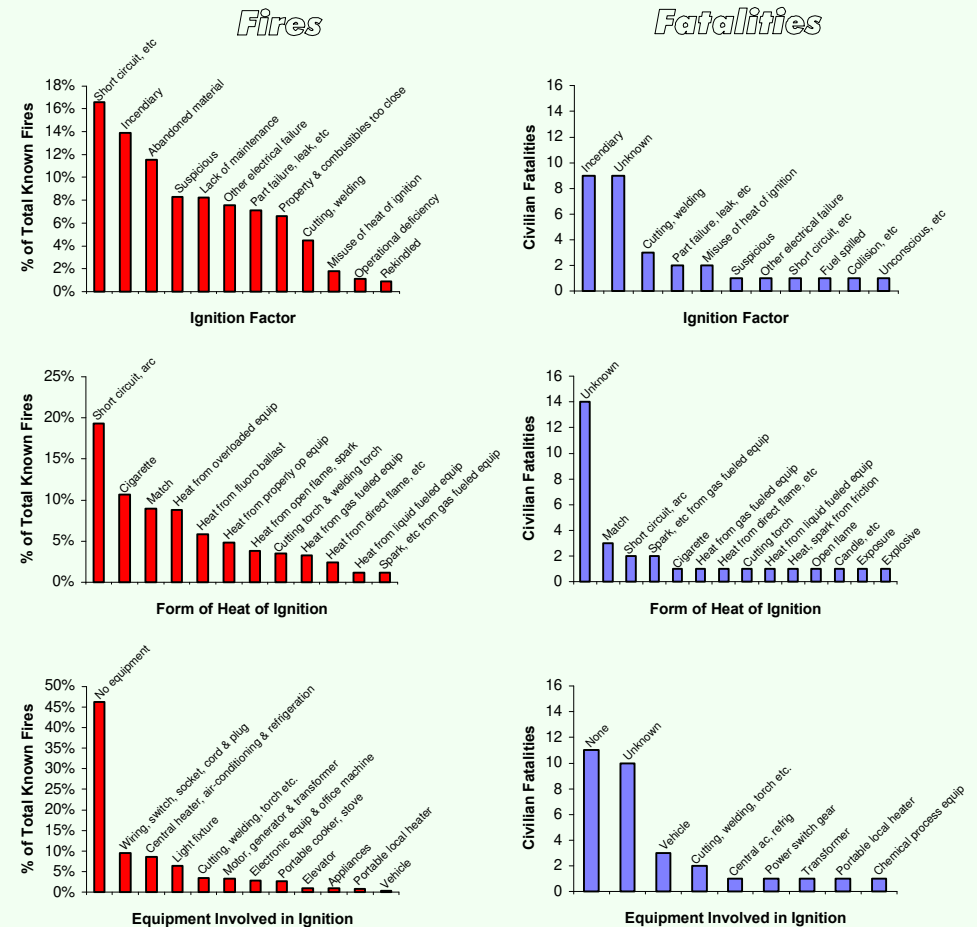 Fires
Fatalities
% of Total Known Fires
18%
16%
14%
12%
10%
8%
6%
4%
2%
0%
Short circuit, etc
Incendiary
Abandoned material
Suspicious
Lack of maintenance
Other electrical failure
Part failure, leak, etc
Property & combustibles too close
Cutting, welding
Misuse of heat of ignition
Operational deficiency
Rekindled
Ignition Factor
Civilian Fatalities
16
14
12
10
8
6
4
2
0
Incendiary
Unknown
Cutting, welding
Part failure, leak, etc
Misuse of heat of ignition
Suspicious
Other electrical failure
Short circuit, etc
Fuel spilled
Collision, etc
Unconscious, etc
Ignition Factor
% of Total Known Fires
25%
20%
15%
10%
5%
0%
Short circuit, arc
Cigarette
Match
Heat from overloaded equip
Heat from fluoro ballast
Heat from properly op equip
Heat from open flame, spark
Cutting torch & welding torch
Heat from gas fueled equip
Heat from direct flame, etc
Heat from liquid fueled equip
Spark, etc from gas fueled equip
Form of Heat of Ignition
Civilian Fatalities
16
14
12
10
8
6
4
2
0
Unknown
Match
Short circuit, arc
Spark, etc from gas fueled equip
Cigarette
Heat from gas fueled equip
Heat from direct flame, etc
Cutting torch
Heat from liquid fueled equip
Heat, spark from friction
Open flame
Candle, etc
Exposure
Explosive
Form of Heat of Ignition
% of Total Known Fires
50%
45%
40%
35%
30%
25%
20%
15%
10%
5%
0%
No equipment
Wiring, switch, socket, cord & plug
Central heater, air-conditioning & refrigeration
Light fixture
Cutting, welding, torch etc.
Motor, generator & transformer
Electronic equip & office machine
Portable cooker, stove
Elevator
Appliances
Portable local heater
Vehicle
Equipment Involved in Ignition
Civilian Fatalities
16
14
12
10
8
6
4
2
0
None
Unknown
Vehicle
Cutting, welding, torch etc.
Central ac, refrig
Power switch gear
Transformer
Portable local heater
Chemical process equip
Equipment Involved in Ignition